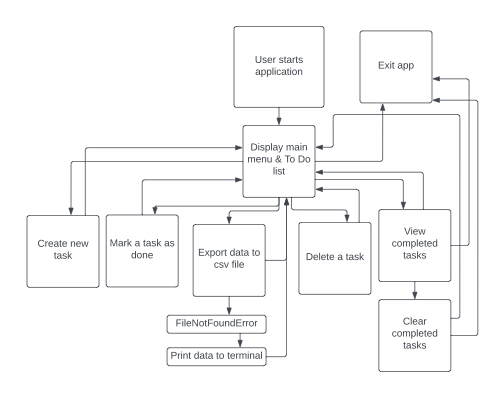 User starts
application
Exit app
Display main
menu & To Do
list
Create new
task
Mark a task as
done
Export data to
csv file
Delete a task
View
completed
tasks
FileNotFoundError
Print data to terminal
Clear
completed
tasks